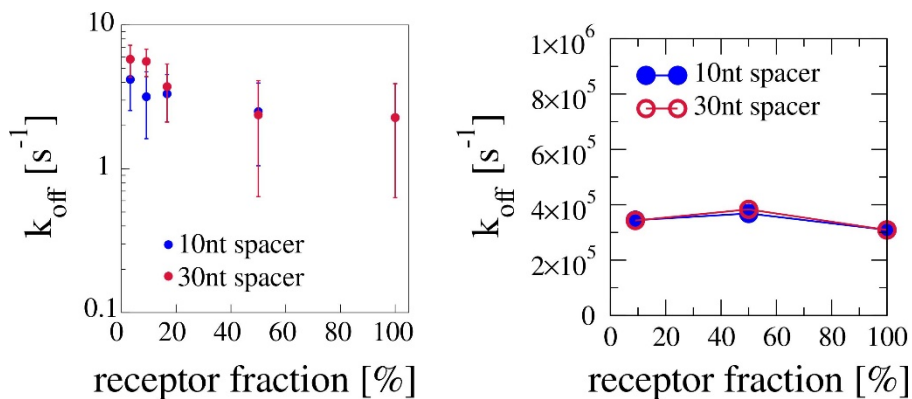 10
1
0.1
k_off [s^-1]
10nt spacer
30nt spacer
0 20 40 60 80 100
receptor fraction [%]
1×10^6
8×10^5
6×10^5
4×10^5
2×10^5
0
k_off [s^-1]
10nt spacer
30nt spacer
0 20 40 60 80 100
receptor fraction [%]